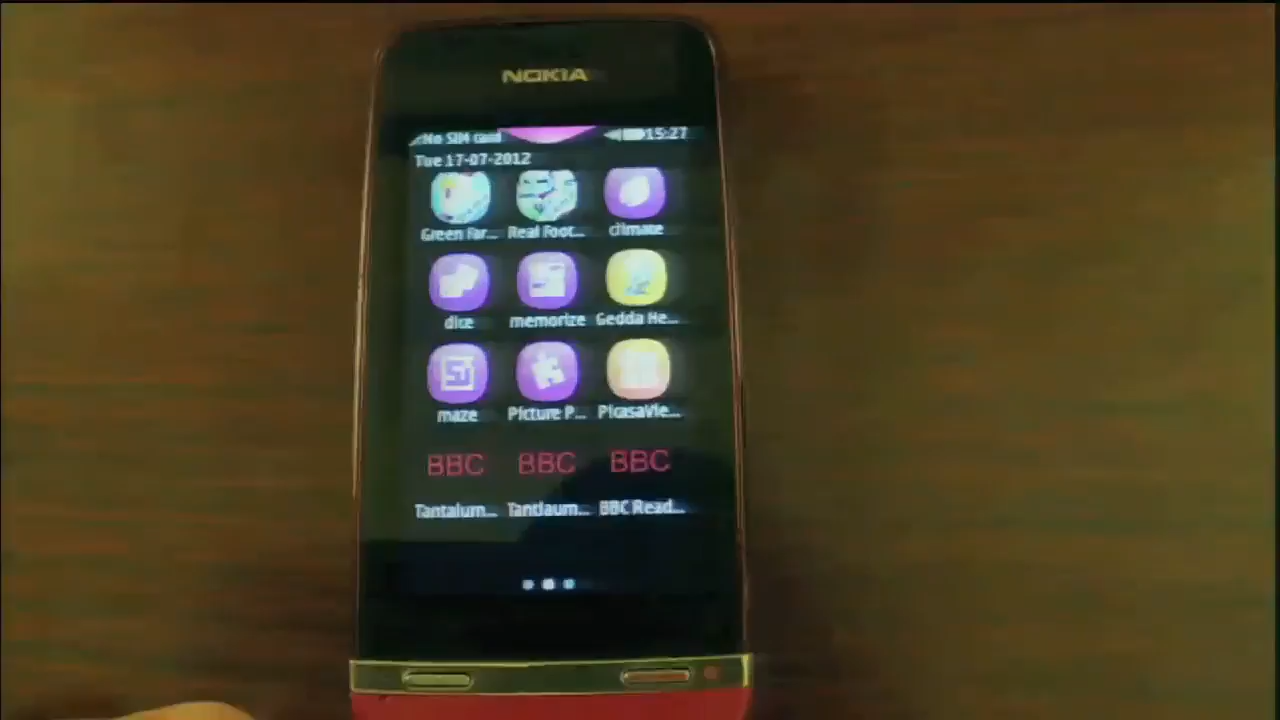 NOKIA
No SIM card 15:27
Tue 17-07-2012
Green Far... Real Foot... climate
dice memorize Gedda He...
maze Picture P... PicasaVie...
BBC BBC BBC
Tantalum... Tantlaum... BBC Read...